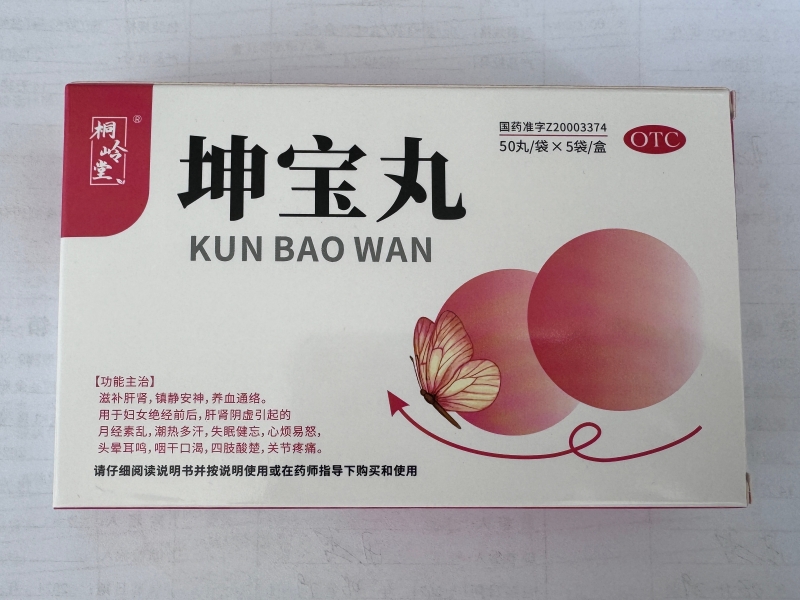 桐岭堂®
国药准字Z20003374
50丸/袋×5袋/盒
OTC
坤宝丸
KUN BAO WAN
【功能主治】
滋补肝肾,镇静安神,养血通络。
用于妇女绝经前后,肝肾阴虚引起的
月经紊乱,潮热多汗,失眠健忘,心烦易怒,
头晕耳鸣,咽干口渴,四肢酸楚,关节疼痛。
请仔细阅读说明书并按说明使用或在药师指导下购买和使用